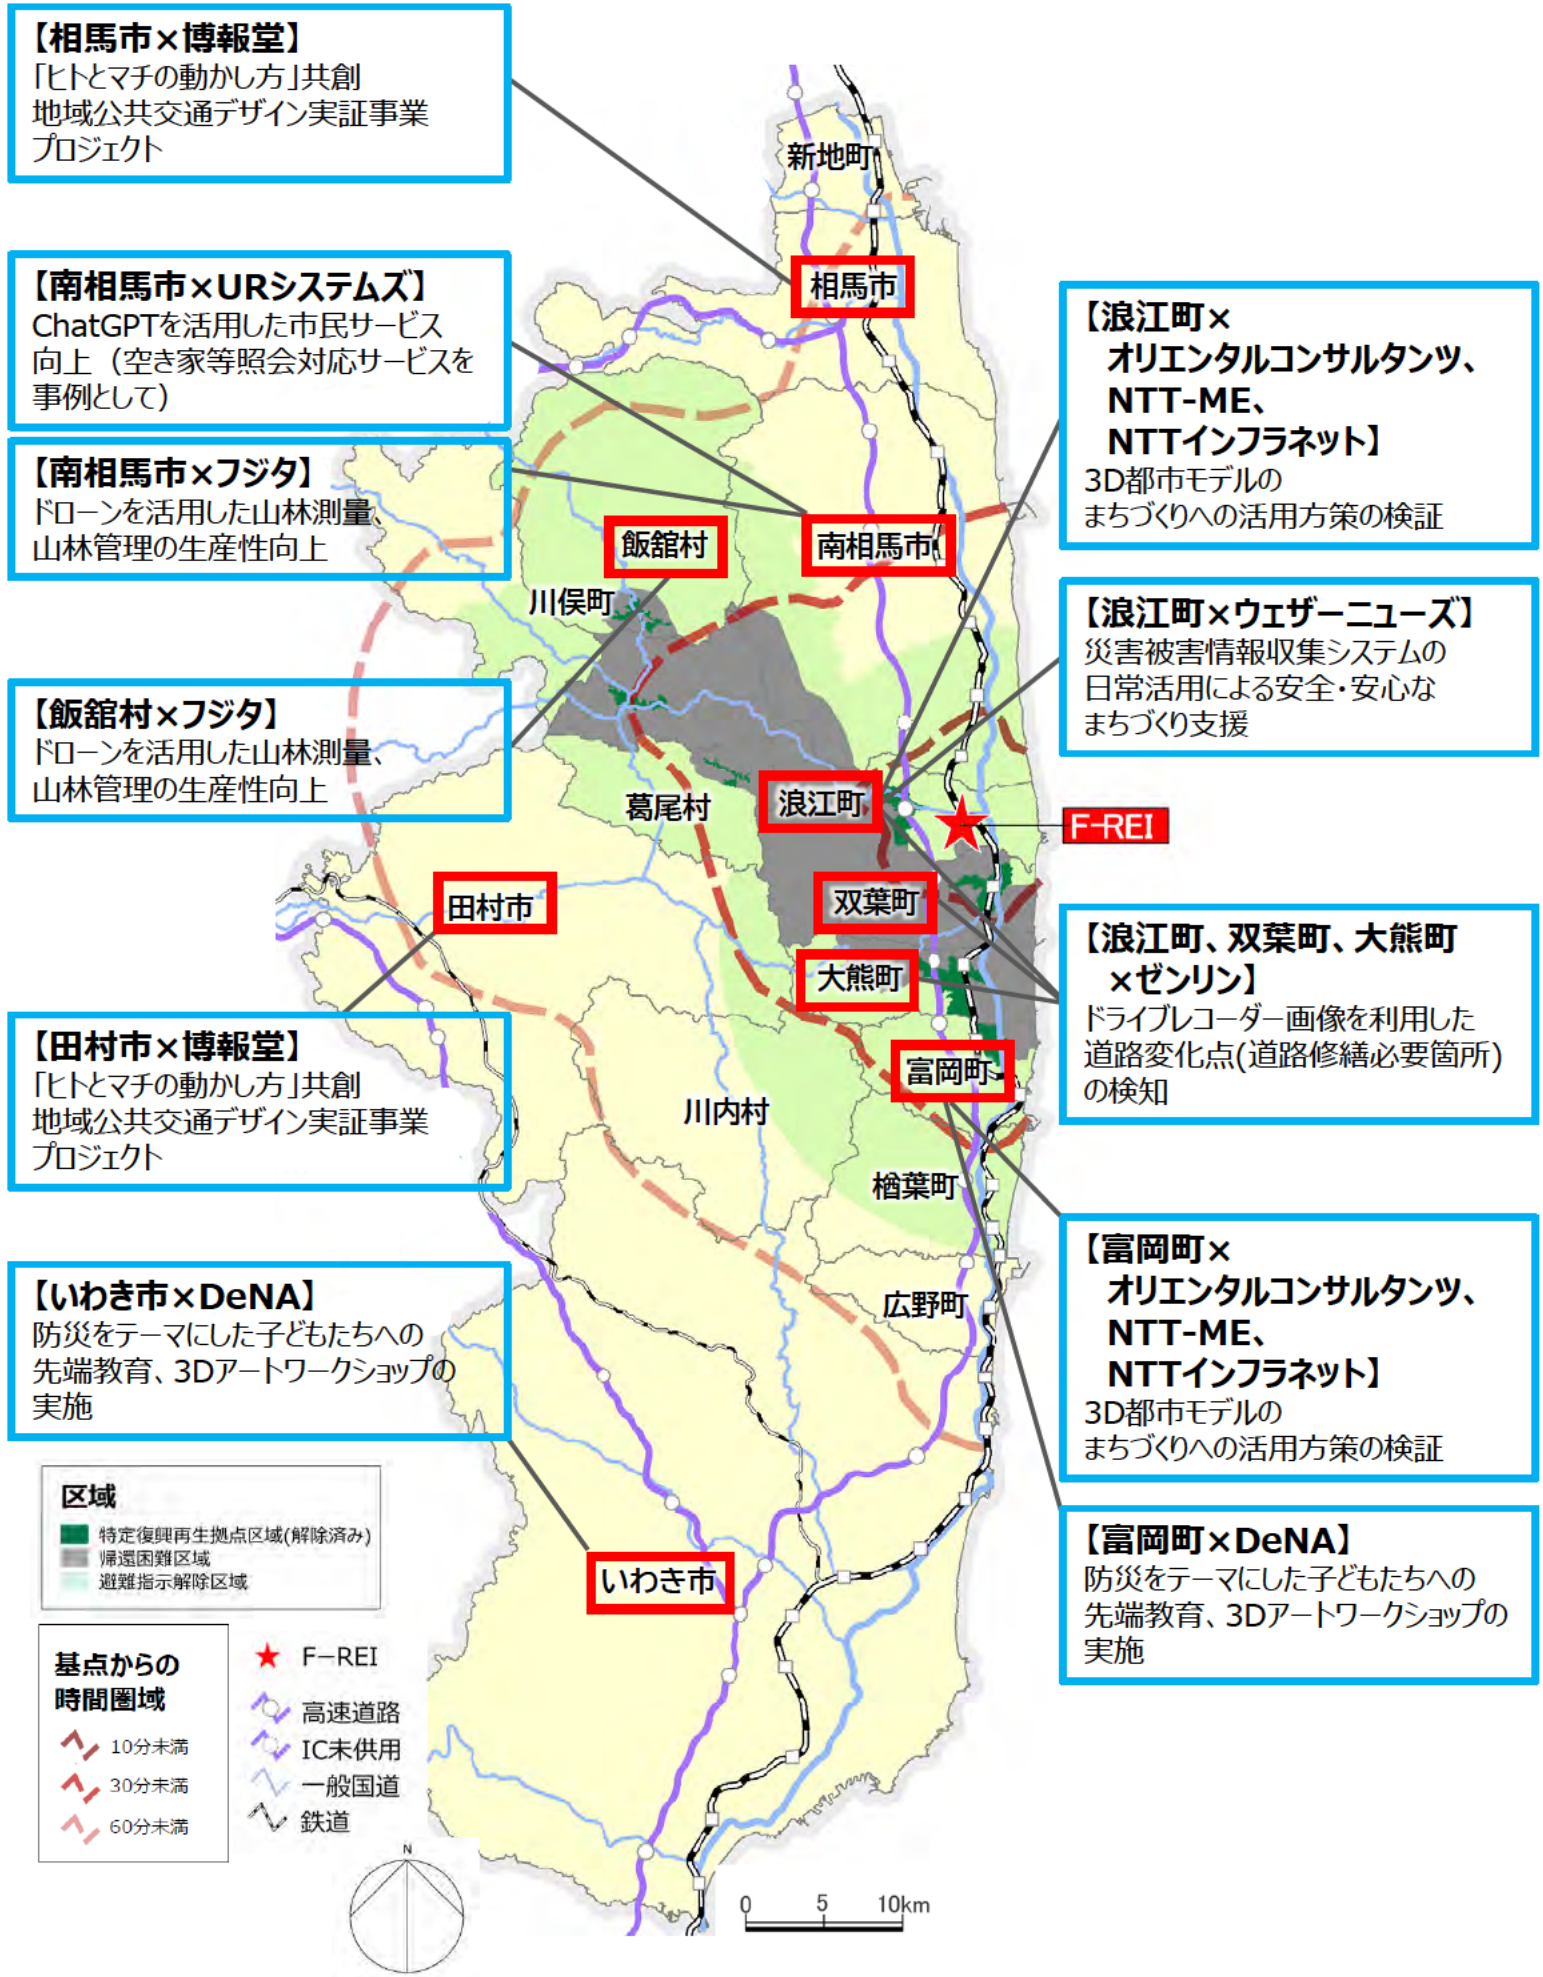 【相馬市×博報堂】
「ヒトとマチの動かし方」共創
地域公共交通デザイン実証事業
プロジェクト
【南相馬市×URシステムズ】
ChatGPTを活用した市民サービス
向上（空き家等照会対応サービスを
事例として）
【南相馬市×フジタ】
ドローンを活用した山林測量、
山林管理の生産性向上
【飯舘村×フジタ】
ドローンを活用した山林測量、
山林管理の生産性向上
【田村市×博報堂】
「ヒトとマチの動かし方」共創
地域公共交通デザイン実証事業
プロジェクト
【いわき市×DeNA】
防災をテーマにした子どもたちへの
先端教育、3Dアートワークショップの
実施
新地町
相馬市
飯舘村
南相馬市
川俣町
浪江町
葛尾村
田村市
双葉町
大熊町
富岡町
川内村
楢葉町
広野町
いわき市
【浪江町×
オリエンタルコンサルタンツ、
NTT-ME、
NTTインフラネット】
3D都市モデルの
まちづくりへの活用方策の検証
【浪江町×ウェザーニューズ】
災害被害情報収集システムの
日常活用による安全・安心な
まちづくり支援
F-REI
【浪江町、双葉町、大熊町
×ゼンリン】
ドライブレコーダー画像を利用した
道路変化点(道路修繕必要箇所)
の検知
【富岡町×
オリエンタルコンサルタンツ、
NTT-ME、
NTTインフラネット】
3D都市モデルの
まちづくりへの活用方策の検証
【富岡町×DeNA】
防災をテーマにした子どもたちへの
先端教育、3Dアートワークショップの
実施
区域
特定復興再生拠点区域(解除済み)
帰還困難区域
避難指示解除区域
基点からの
時間圏域
10分未満
30分未満
60分未満
F-REI
高速道路
IC未供用
一般国道
鉄道
N
0 5 10km